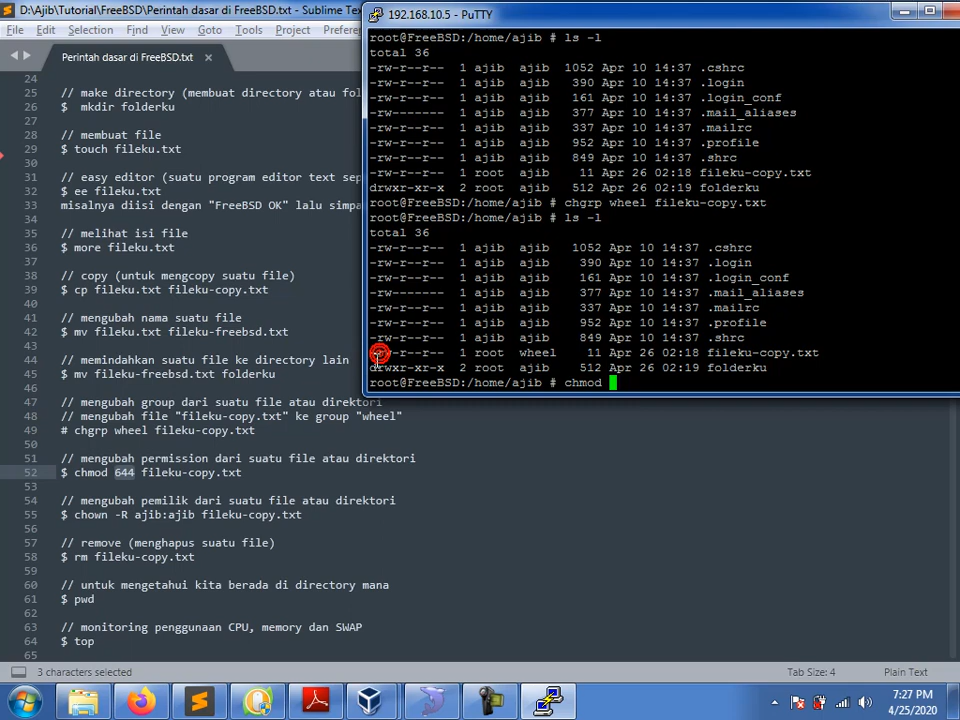 D:\Ajib\Tutorial\FreeBSD\Perintah dasar di FreeBSD.txt - Sublime Text
File Edit Selection Find View Goto Tools Project Preferen
Perintah dasar di FreeBSD.txt ×
24
25 // make directory (membuat directory atau fol
26 $  mkdir folderku
27
28 // membuat file
29 $ touch fileku.txt
30
31 // easy editor (suatu program editor text sep
32 $ ee fileku.txt
33 misalnya diisi dengan "FreeBSD OK" lalu simpa
34
35 // melihat isi file
36 $ more fileku.txt
37
38 // copy (untuk mengcopy suatu file)
39 $ cp fileku.txt fileku-copy.txt
40
41 // mengubah nama suatu file
42 $ mv fileku.txt fileku-freebsd.txt
43
44 // memindahkan suatu file ke directory lain
45 $ mv fileku-freebsd.txt folderku
46
47 // mengubah group dari suatu file atau direktori
48 // mengubah file "fileku-copy.txt" ke group "wheel"
49 # chgrp wheel fileku-copy.txt
50
51 // mengubah permission dari suatu file atau direktori
52 $ chmod 644 fileku-copy.txt
53
54 // mengubah pemilik dari suatu file atau direktori
55 $ chown -R ajib:ajib fileku-copy.txt
56
57 // remove (menghapus suatu file)
58 $ rm fileku-copy.txt
59
60 // untuk mengetahui kita berada di directory mana
61 $ pwd
62
63 // monitoring penggunaan CPU, memory dan SWAP
64 $ top
65
192.168.10.5 - PuTTY
root@FreeBSD:/home/ajib # ls -l
total 36
-rw-r--r--  1 ajib  ajib  1052 Apr 10 14:37 .cshrc
-rw-r--r--  1 ajib  ajib   390 Apr 10 14:37 .login
-rw-r--r--  1 ajib  ajib   161 Apr 10 14:37 .login_conf
-rw-------  1 ajib  ajib   377 Apr 10 14:37 .mail_aliases
-rw-r--r--  1 ajib  ajib   337 Apr 10 14:37 .mailrc
-rw-r--r--  1 ajib  ajib   952 Apr 10 14:37 .profile
-rw-r--r--  1 ajib  ajib   849 Apr 10 14:37 .shrc
-rw-r--r--  1 root  ajib    11 Apr 26 02:18 fileku-copy.txt
drwxr-xr-x  2 root  ajib   512 Apr 26 02:19 folderku
root@FreeBSD:/home/ajib # chgrp wheel fileku-copy.txt
root@FreeBSD:/home/ajib # ls -l
total 36
-rw-r--r--  1 ajib  ajib   1052 Apr 10 14:37 .cshrc
-rw-r--r--  1 ajib  ajib    390 Apr 10 14:37 .login
-rw-r--r--  1 ajib  ajib    161 Apr 10 14:37 .login_conf
-rw-------  1 ajib  ajib    377 Apr 10 14:37 .mail_aliases
-rw-r--r--  1 ajib  ajib    337 Apr 10 14:37 .mailrc
-rw-r--r--  1 ajib  ajib    952 Apr 10 14:37 .profile
-rw-r--r--  1 ajib  ajib    849 Apr 10 14:37 .shrc
-rw-r--r--  1 root  wheel    11 Apr 26 02:18 fileku-copy.txt
drwxr-xr-x  2 root  ajib    512 Apr 26 02:19 folderku
root@FreeBSD:/home/ajib # chmod
3 characters selected Tab Size: 4 Plain Text
7:27 PM
4/25/2020